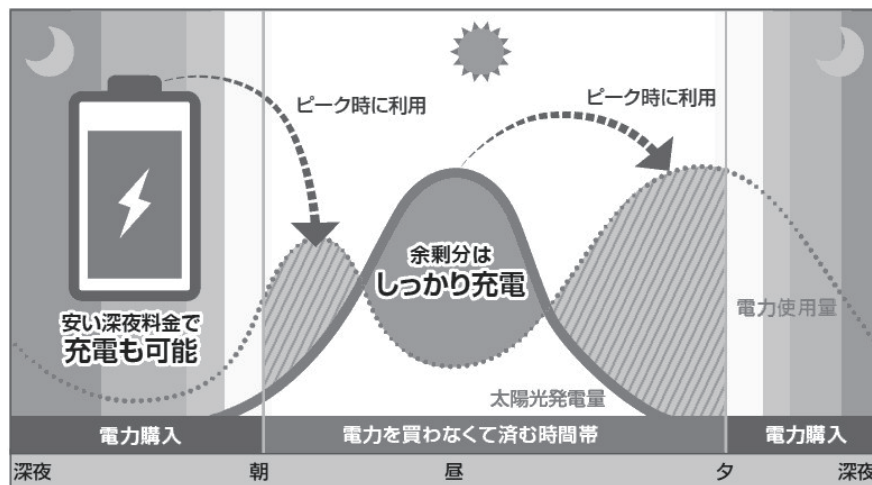 ピーク時に利用
ピーク時に利用
余剰分は
しっかり充電
安い深夜料金で
充電も可能
電力使用量
太陽光発電量
電力購入
電力を買わなくて済む時間帯
電力購入
深夜
朝
昼
夕
深夜